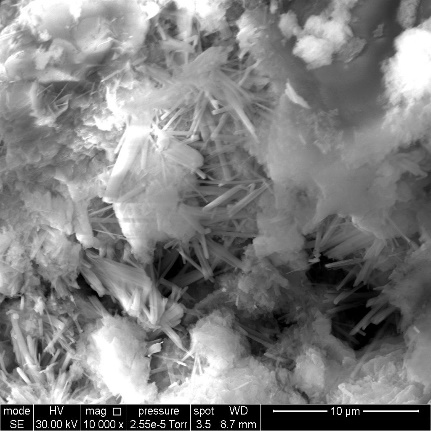 mode HV mag □ pressure spot WD
SE 30.00 kV 10 000 x 2.55e-5 Torr 3.5 8.7 mm
10 µm